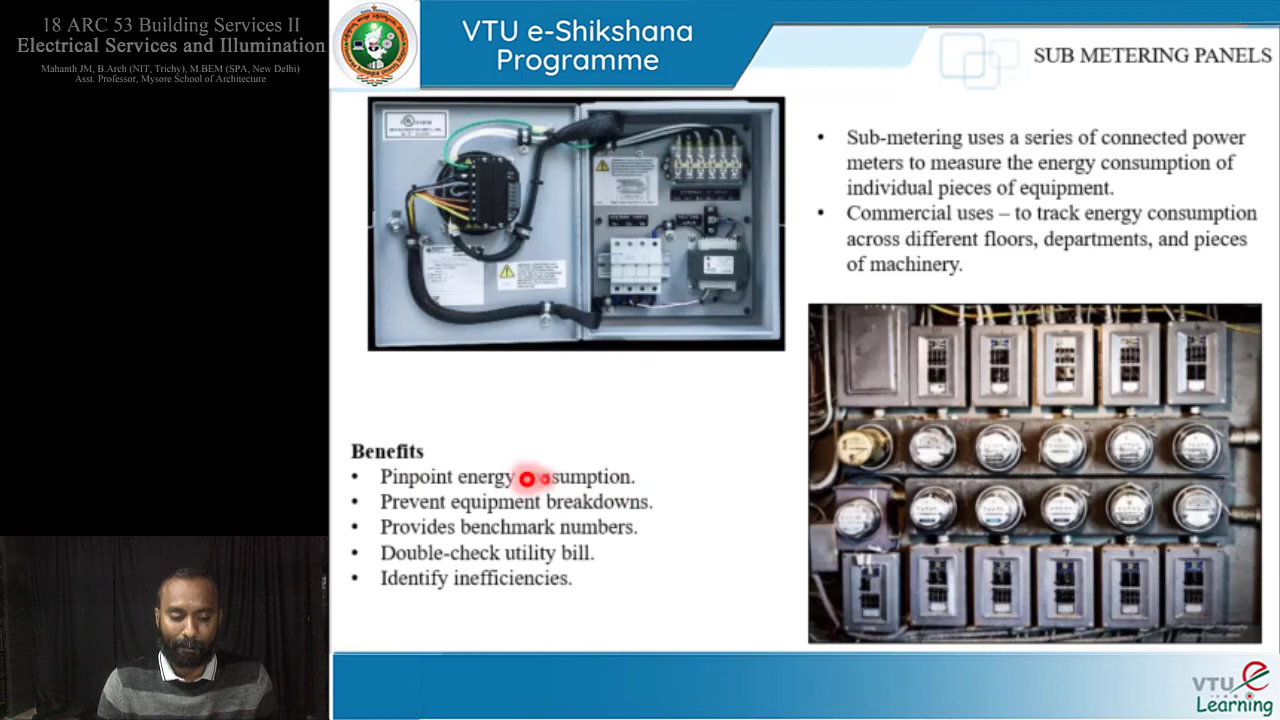 18 ARC 53 Building Services II
Electrical Services and Illumination
Mahanth JM, B.Arch (NIT, Trichy), M.BEM (SPA, New Delhi)
Asst. Professor, Mysore School of Architecture
VTU e-Shikshana
Programme
SUB METERING PANELS
• Sub-metering uses a series of connected power
meters to measure the energy consumption of
individual pieces of equipment.
• Commercial uses – to track energy consumption
across different floors, departments, and pieces
of machinery.
Benefits
• Pinpoint energy consumption.
• Prevent equipment breakdowns.
• Provides benchmark numbers.
• Double-check utility bill.
• Identify inefficiencies.
VTU e
Learning